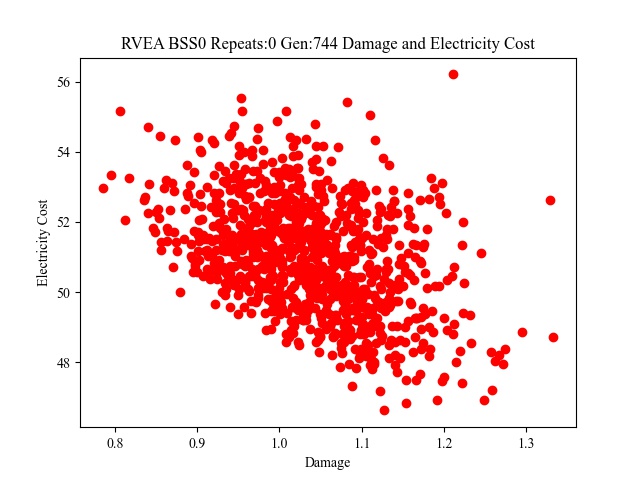 RVEA BSS0 Repeats:0 Gen:744 Damage and Electricity Cost
56
54
52
50
48
Electricity Cost
0.8 0.9 1.0 1.1 1.2 1.3
Damage